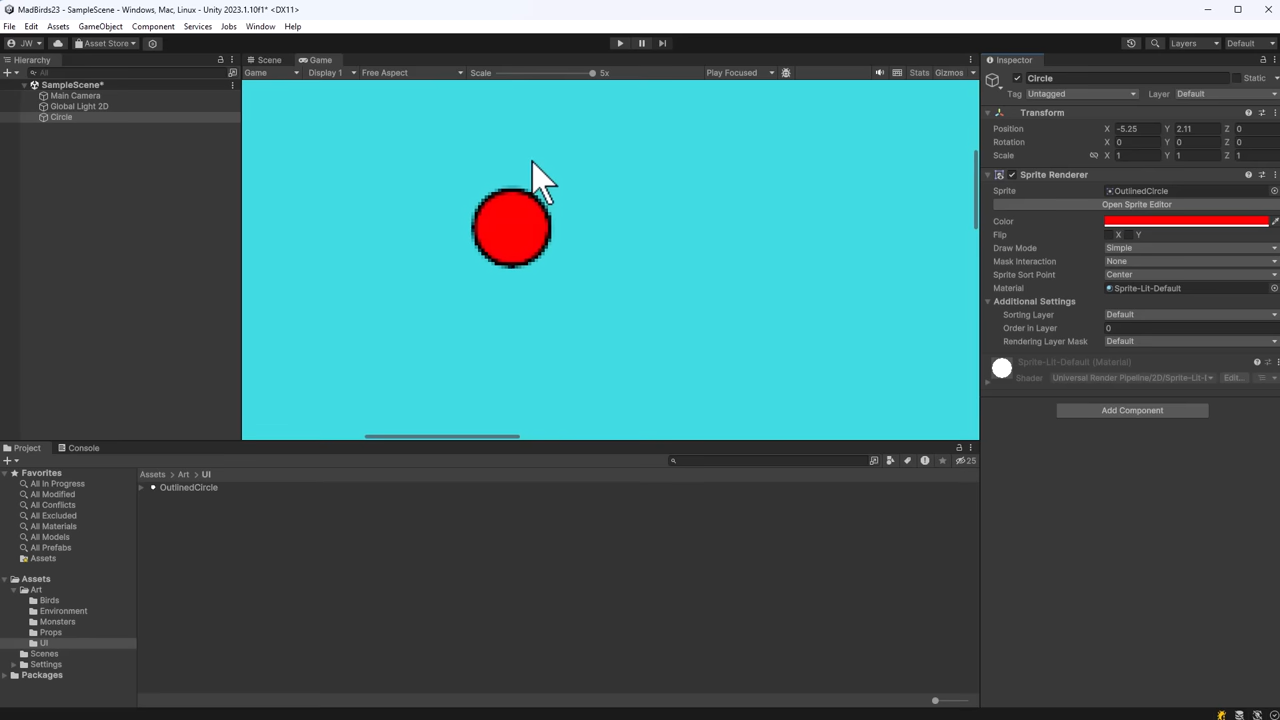 MadBirds23 - SampleScene - Windows, Mac, Linux - Unity 2023.1.10f1* <DX11>
File Edit Assets GameObject Component Services Jobs Window Help
JW Asset Store Layers Default
Hierarchy
All
SampleScene*
Main Camera
Global Light 2D
Circle
Scene Game
Game Display 1 Free Aspect Scale 5x Play Focused Stats Gizmos
Inspector
Circle Static
Tag Untagged Layer Default
Transform
Position X -5.25 Y 2.11 Z 0
Rotation X 0 Y 0 Z 0
Scale X 1 Y 1 Z 1
Sprite Renderer
Sprite OutlinedCircle
Open Sprite Editor
Color
Flip X Y
Draw Mode Simple
Mask Interaction None
Sprite Sort Point Center
Material Sprite-Lit-Default
Additional Settings
Sorting Layer Default
Order in Layer 0
Rendering Layer Mask Default
Sprite-Lit-Default (Material)
Shader Universal Render Pipeline/2D/Sprite-Lit-I Edit...
Add Component
Project Console
25
Favorites
All In Progress
All Modified
All Conflicts
All Excluded
All Materials
All Models
All Prefabs
Assets
Assets
Art
Birds
Environment
Monsters
Props
UI
Scenes
Settings
Packages
Assets Art UI
OutlinedCircle